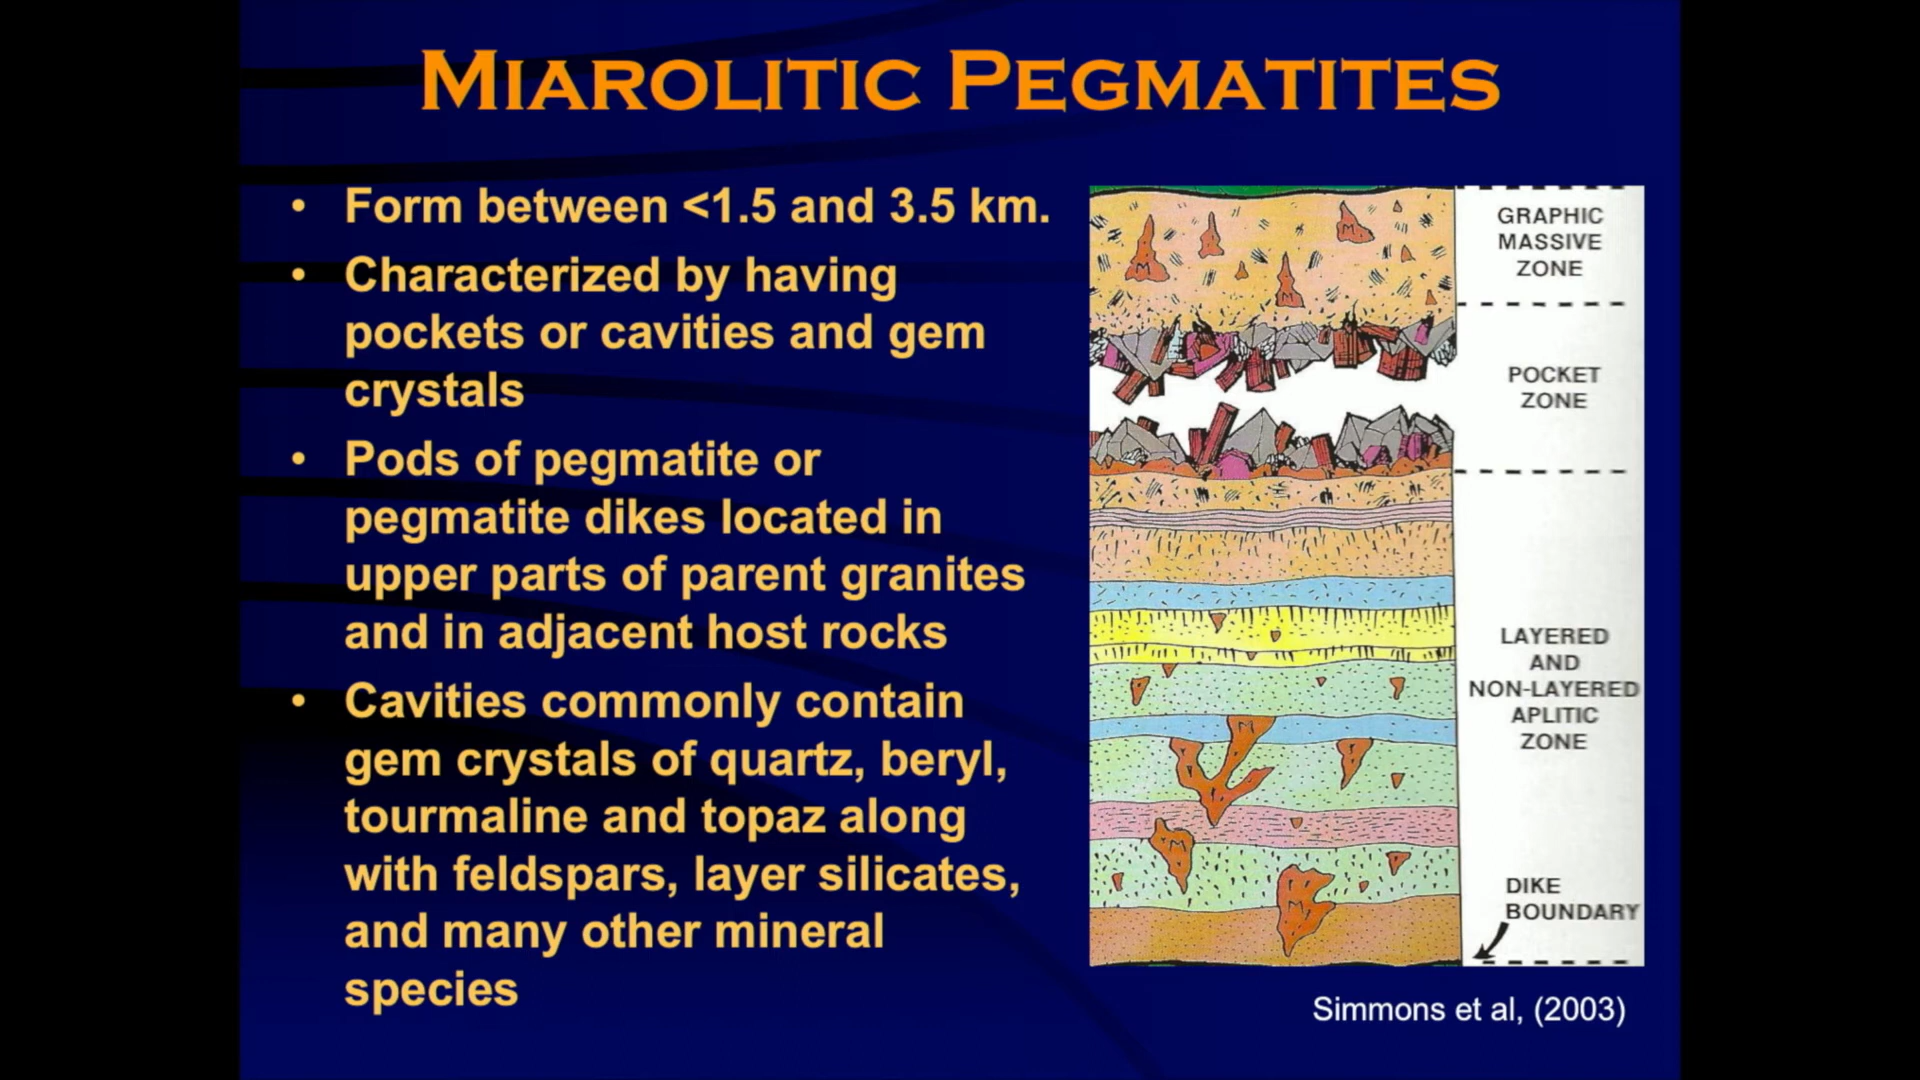 MIAROLITIC PEGMATITES
• Form between <1.5 and 3.5 km.
• Characterized by having
pockets or cavities and gem
crystals
• Pods of pegmatite or
pegmatite dikes located in
upper parts of parent granites
and in adjacent host rocks
• Cavities commonly contain
gem crystals of quartz, beryl,
tourmaline and topaz along
with feldspars, layer silicates,
and many other mineral
species
GRAPHIC
MASSIVE
ZONE
POCKET
ZONE
LAYERED
AND
NON-LAYERED
APLITIC
ZONE
DIKE
BOUNDARY
M
M
M
M
M
M
Simmons et al, (2003)